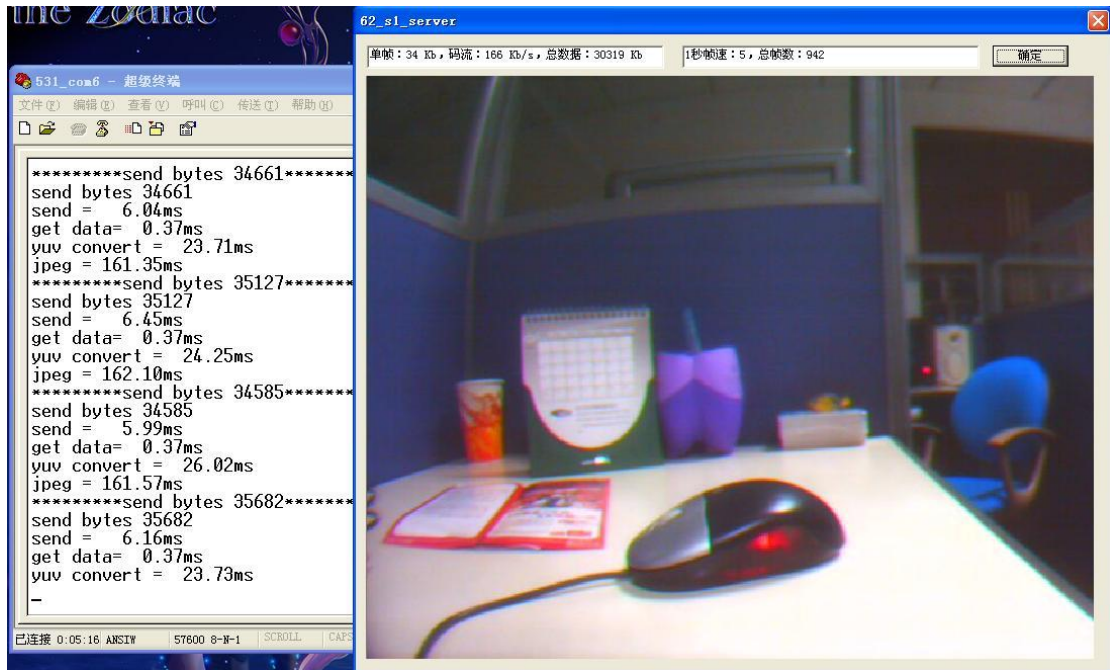 the Zodiac
531_com6 - 超级终端
文件(F) 编辑(E) 查看(V) 呼叫(C) 传送(T) 帮助(H)
*********send bytes 34661*******
send bytes 34661
send =   6.04ms
get data=  0.37ms
yuv convert =  23.71ms
jpeg = 161.35ms
*********send bytes 35127*******
send bytes 35127
send =   6.45ms
get data=  0.37ms
yuv convert =  24.25ms
jpeg = 162.10ms
*********send bytes 34585*******
send bytes 34585
send =   5.99ms
get data=  0.37ms
yuv convert =  26.02ms
jpeg = 161.57ms
*********send bytes 35682*******
send bytes 35682
send =   6.16ms
get data=  0.37ms
yuv convert =  23.73ms
_
已连接 0:05:16 ANSIW 57600 8-N-1 SCROLL CAPS
62_s1_server
单帧：34 Kb，码流：166 Kb/s，总数据：30319 Kb
1秒帧速：5，总帧数：942
确定